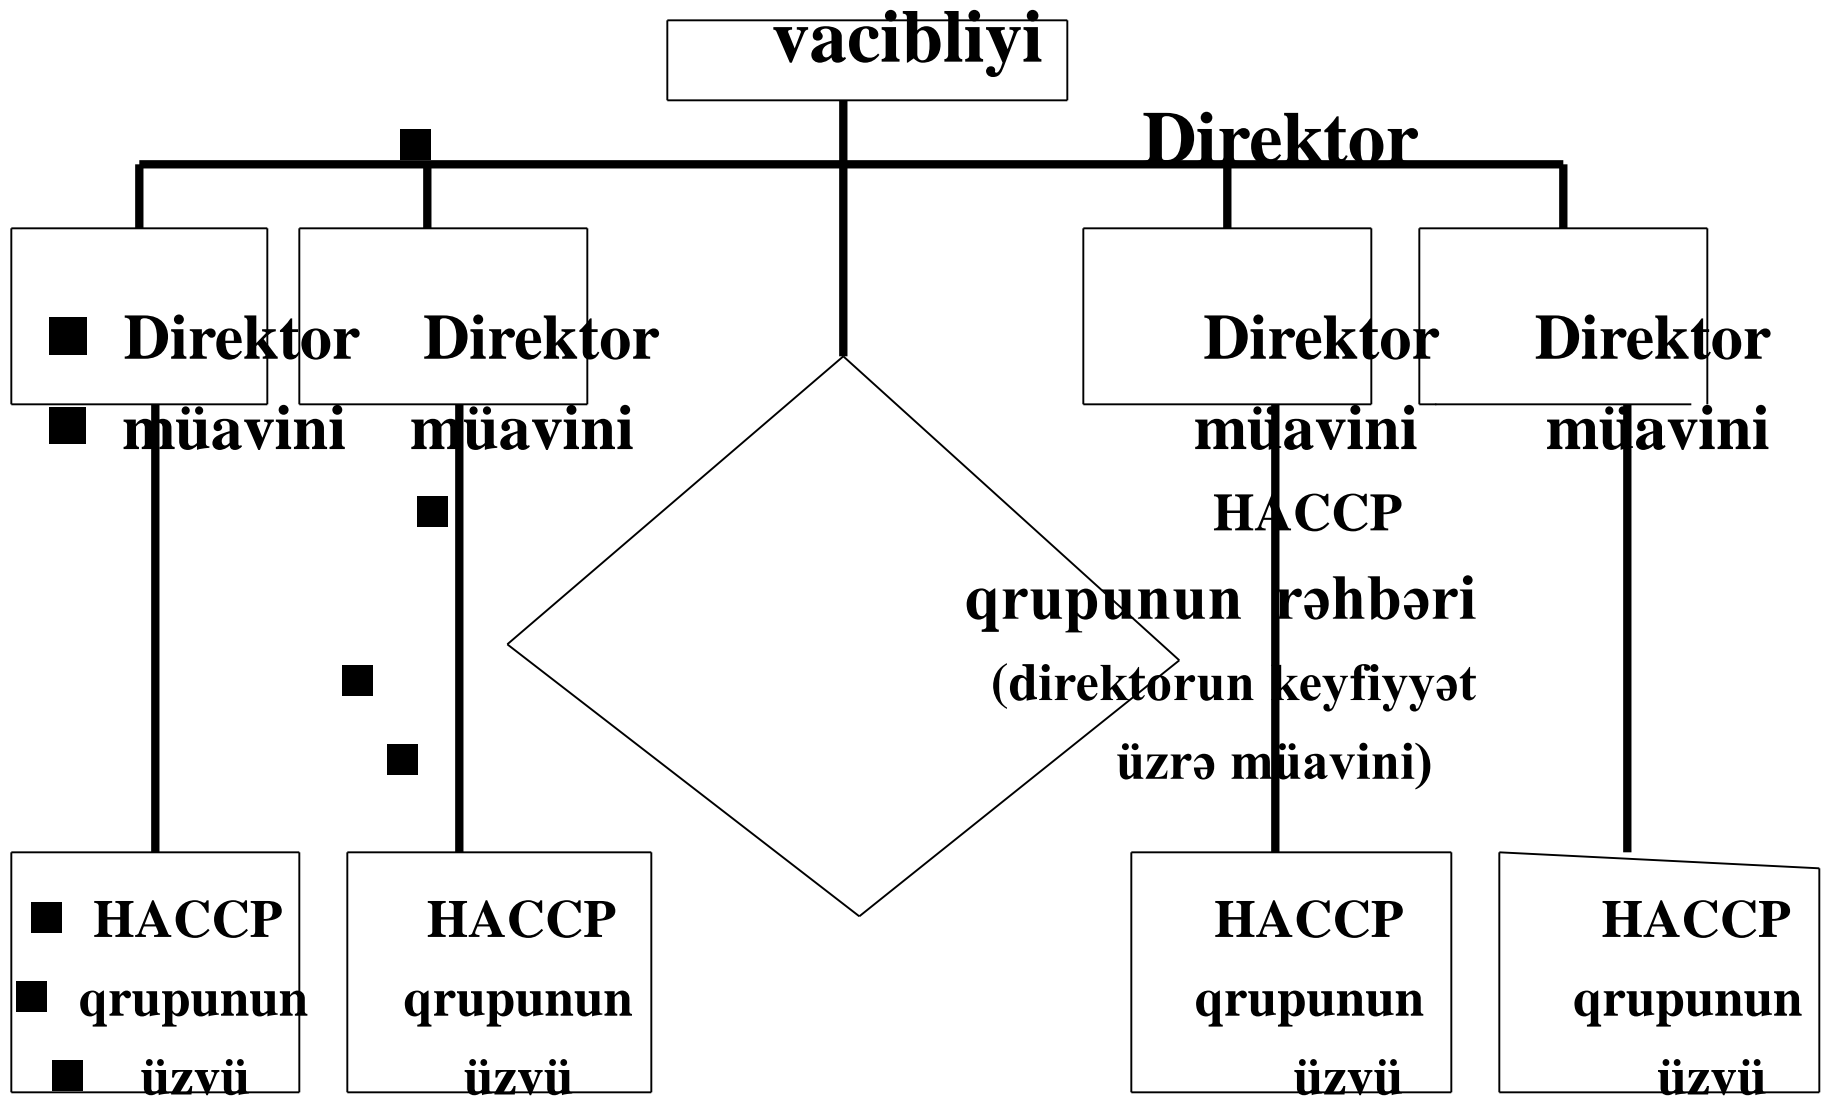 vacibliyi
■ Direktor
■ Direktor Direktor Direktor Direktor
■ müavini müavini müavini müavini
■ HACCP
qrupunun rəhbəri
■ (direktorun keyfiyyət
■ üzrə müavini)
■ HACCP HACCP HACCP HACCP
■ qrupunun qrupunun qrupunun qrupunun
■ üzvü üzvü üzvü üzvü